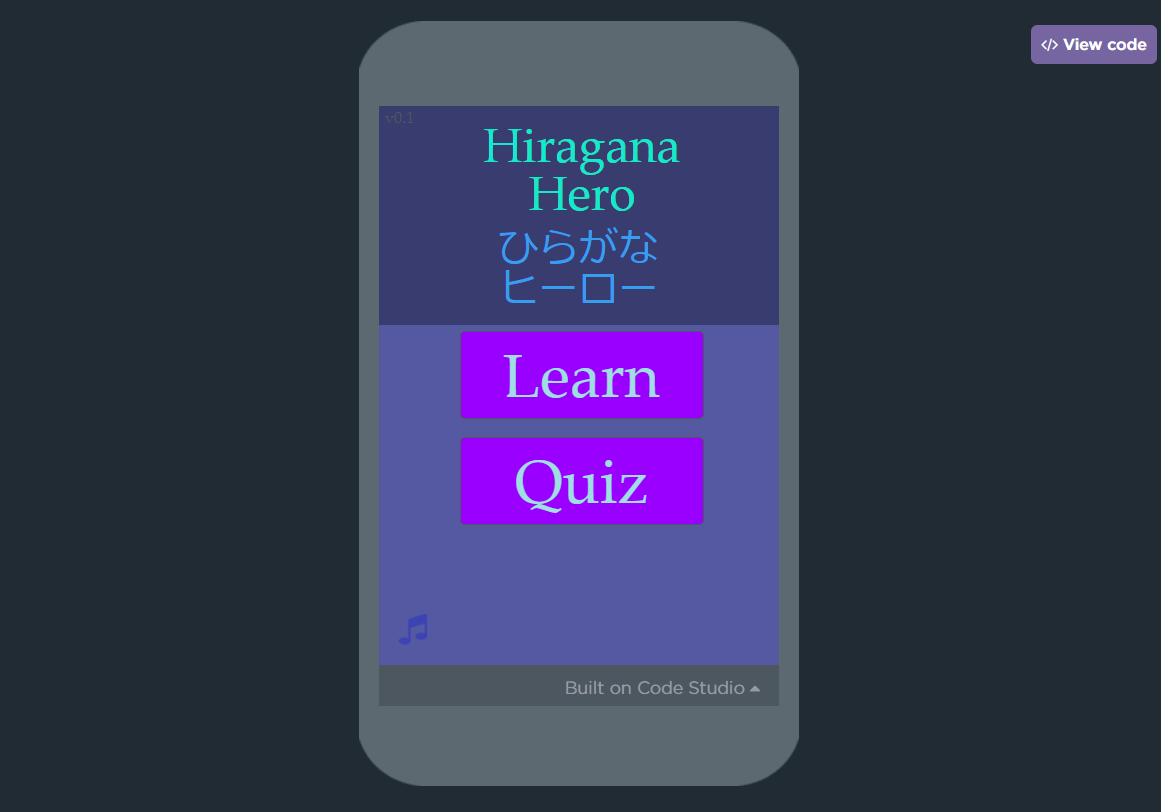 View code
v0.1
Hiragana
Hero
ひらがな
ヒーロー
Learn
Quiz
Built on Code Studio